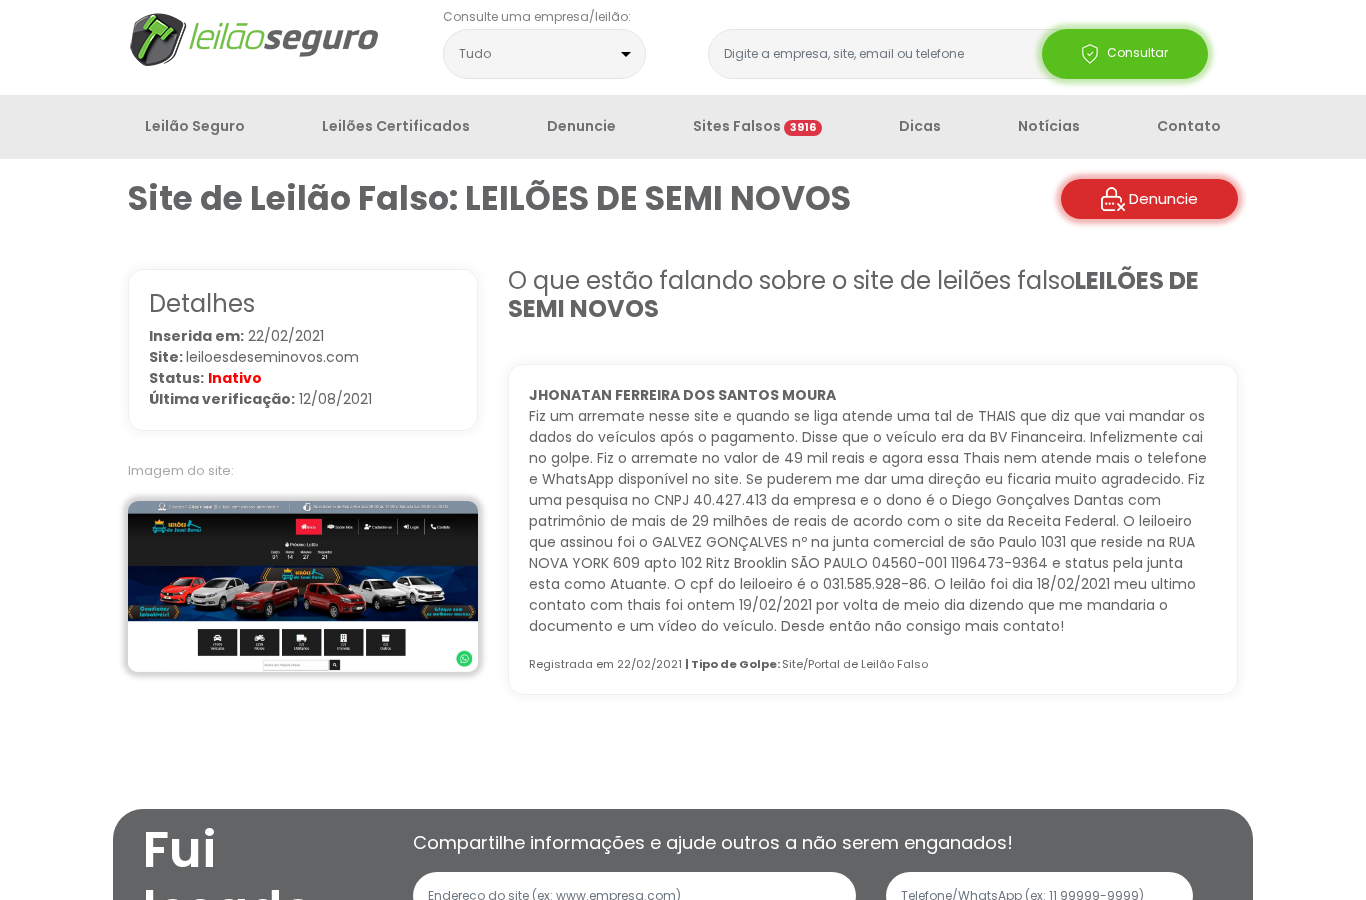 leilãoseguro
Consulte uma empresa/leilão:
Tudo
Digite a empresa, site, email ou telefone
Consultar
Leilão Seguro
Leilões Certificados
Denuncie
Sites Falsos 3916
Dicas
Notícias
Contato
Site de Leilão Falso: LEILÕES DE SEMI NOVOS
Denuncie
Detalhes
Inserida em: 22/02/2021
Site: leiloesdeseminovos.com
Status: Inativo
Última verificação: 12/08/2021
Imagem do site:
O que estão falando sobre o site de leilões falsoLEILÕES DE
SEMI NOVOS
JHONATAN FERREIRA DOS SANTOS MOURA
Fiz um arremate nesse site e quando se liga atende uma tal de THAIS que diz que vai mandar os
dados do veículos após o pagamento. Disse que o veículo era da BV Financeira. Infelizmente cai
no golpe. Fiz o arremate no valor de 49 mil reais e agora essa Thais nem atende mais o telefone
e WhatsApp disponível no site. Se puderem me dar uma direção eu ficaria muito agradecido. Fiz
uma pesquisa no CNPJ 40.427.413 da empresa e o dono é o Diego Gonçalves Dantas com
patrimônio de mais de 29 milhões de reais de acordo com o site da Receita Federal. O leiloeiro
que assinou foi o GALVEZ GONÇALVES nº na junta comercial de são Paulo 1031 que reside na RUA
NOVA YORK 609 apto 102 Ritz Brooklin SÃO PAULO 04560-001 1196473-9364 e status pela junta
esta como Atuante. O cpf do leiloeiro é o 031.585.928-86. O leilão foi dia 18/02/2021 meu ultimo
contato com thais foi ontem 19/02/2021 por volta de meio dia dizendo que me mandaria o
documento e um vídeo do veículo. Desde então não consigo mais contato!
Registrada em 22/02/2021 | Tipo de Golpe: Site/Portal de Leilão Falso
Fui
Compartilhe informações e ajude outros a não serem enganados!
Endereço do site (ex: www.empresa.com)
Telefone/WhatsApp (ex: 11 99999-9999)